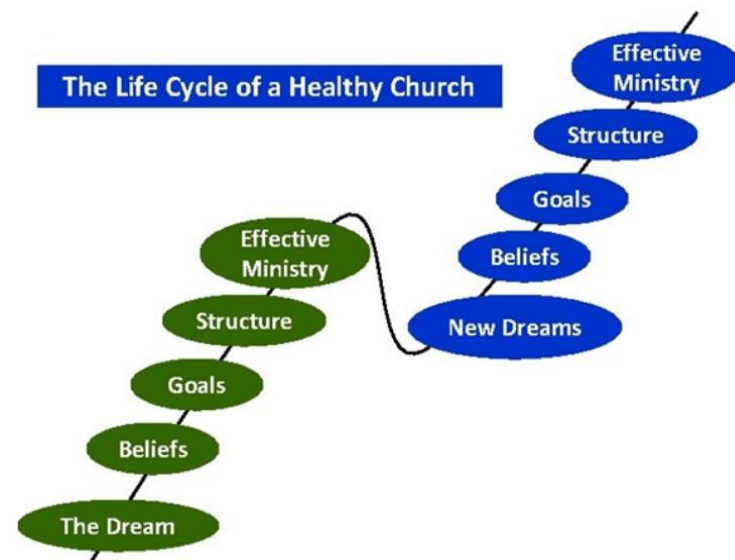 The Life Cycle of a Healthy Church
Effective
Ministry
Structure
Goals
Beliefs
New Dreams
Effective
Ministry
Structure
Goals
Beliefs
The Dream